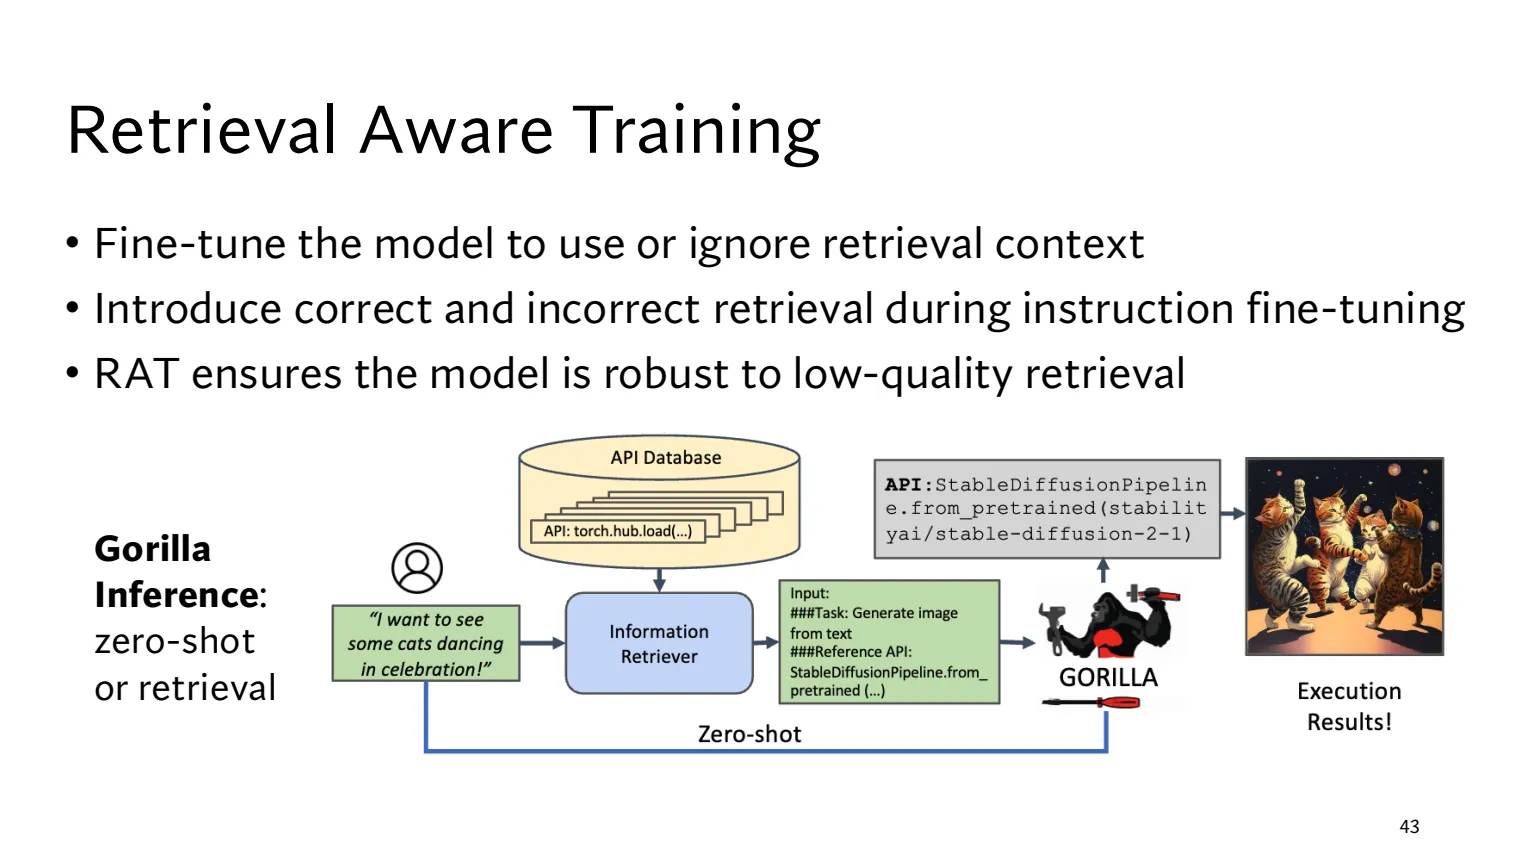 Retrieval Aware Training
• Fine-tune the model to use or ignore retrieval context
• Introduce correct and incorrect retrieval during instruction fine-tuning
• RAT ensures the model is robust to low-quality retrieval
Gorilla
Inference:
zero-shot
or retrieval
“I want to see
some cats dancing
in celebration!”
API Database
API: torch.hub.load(...)
Information
Retriever
Input:
###Task: Generate image
from text
###Reference API:
StableDiffusionPipeline.from_
pretrained (...)
GORILLA
Zero-shot
API:StableDiffusionPipelin
e.from_pretrained(stabilit
yai/stable-diffusion-2-1)
Execution
Results!
43